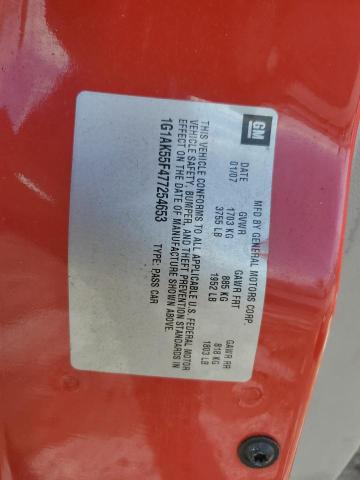 GM
MFD BY GENERAL MOTORS CORP
DATE GVWR GAWR FRT GAWR RR
01/07 1703 KG 885 KG 818 KG
3755 LB 1952 LB 1803 LB
THIS VEHICLE CONFORMS TO ALL APPLICABLE U.S. FEDERAL MOTOR
VEHICLE SAFETY, BUMPER, AND THEFT PREVENTION STANDARDS IN
EFFECT ON THE DATE OF MANUFACTURE SHOWN ABOVE.
1G1AK55F477254653 TYPE: PASS CAR